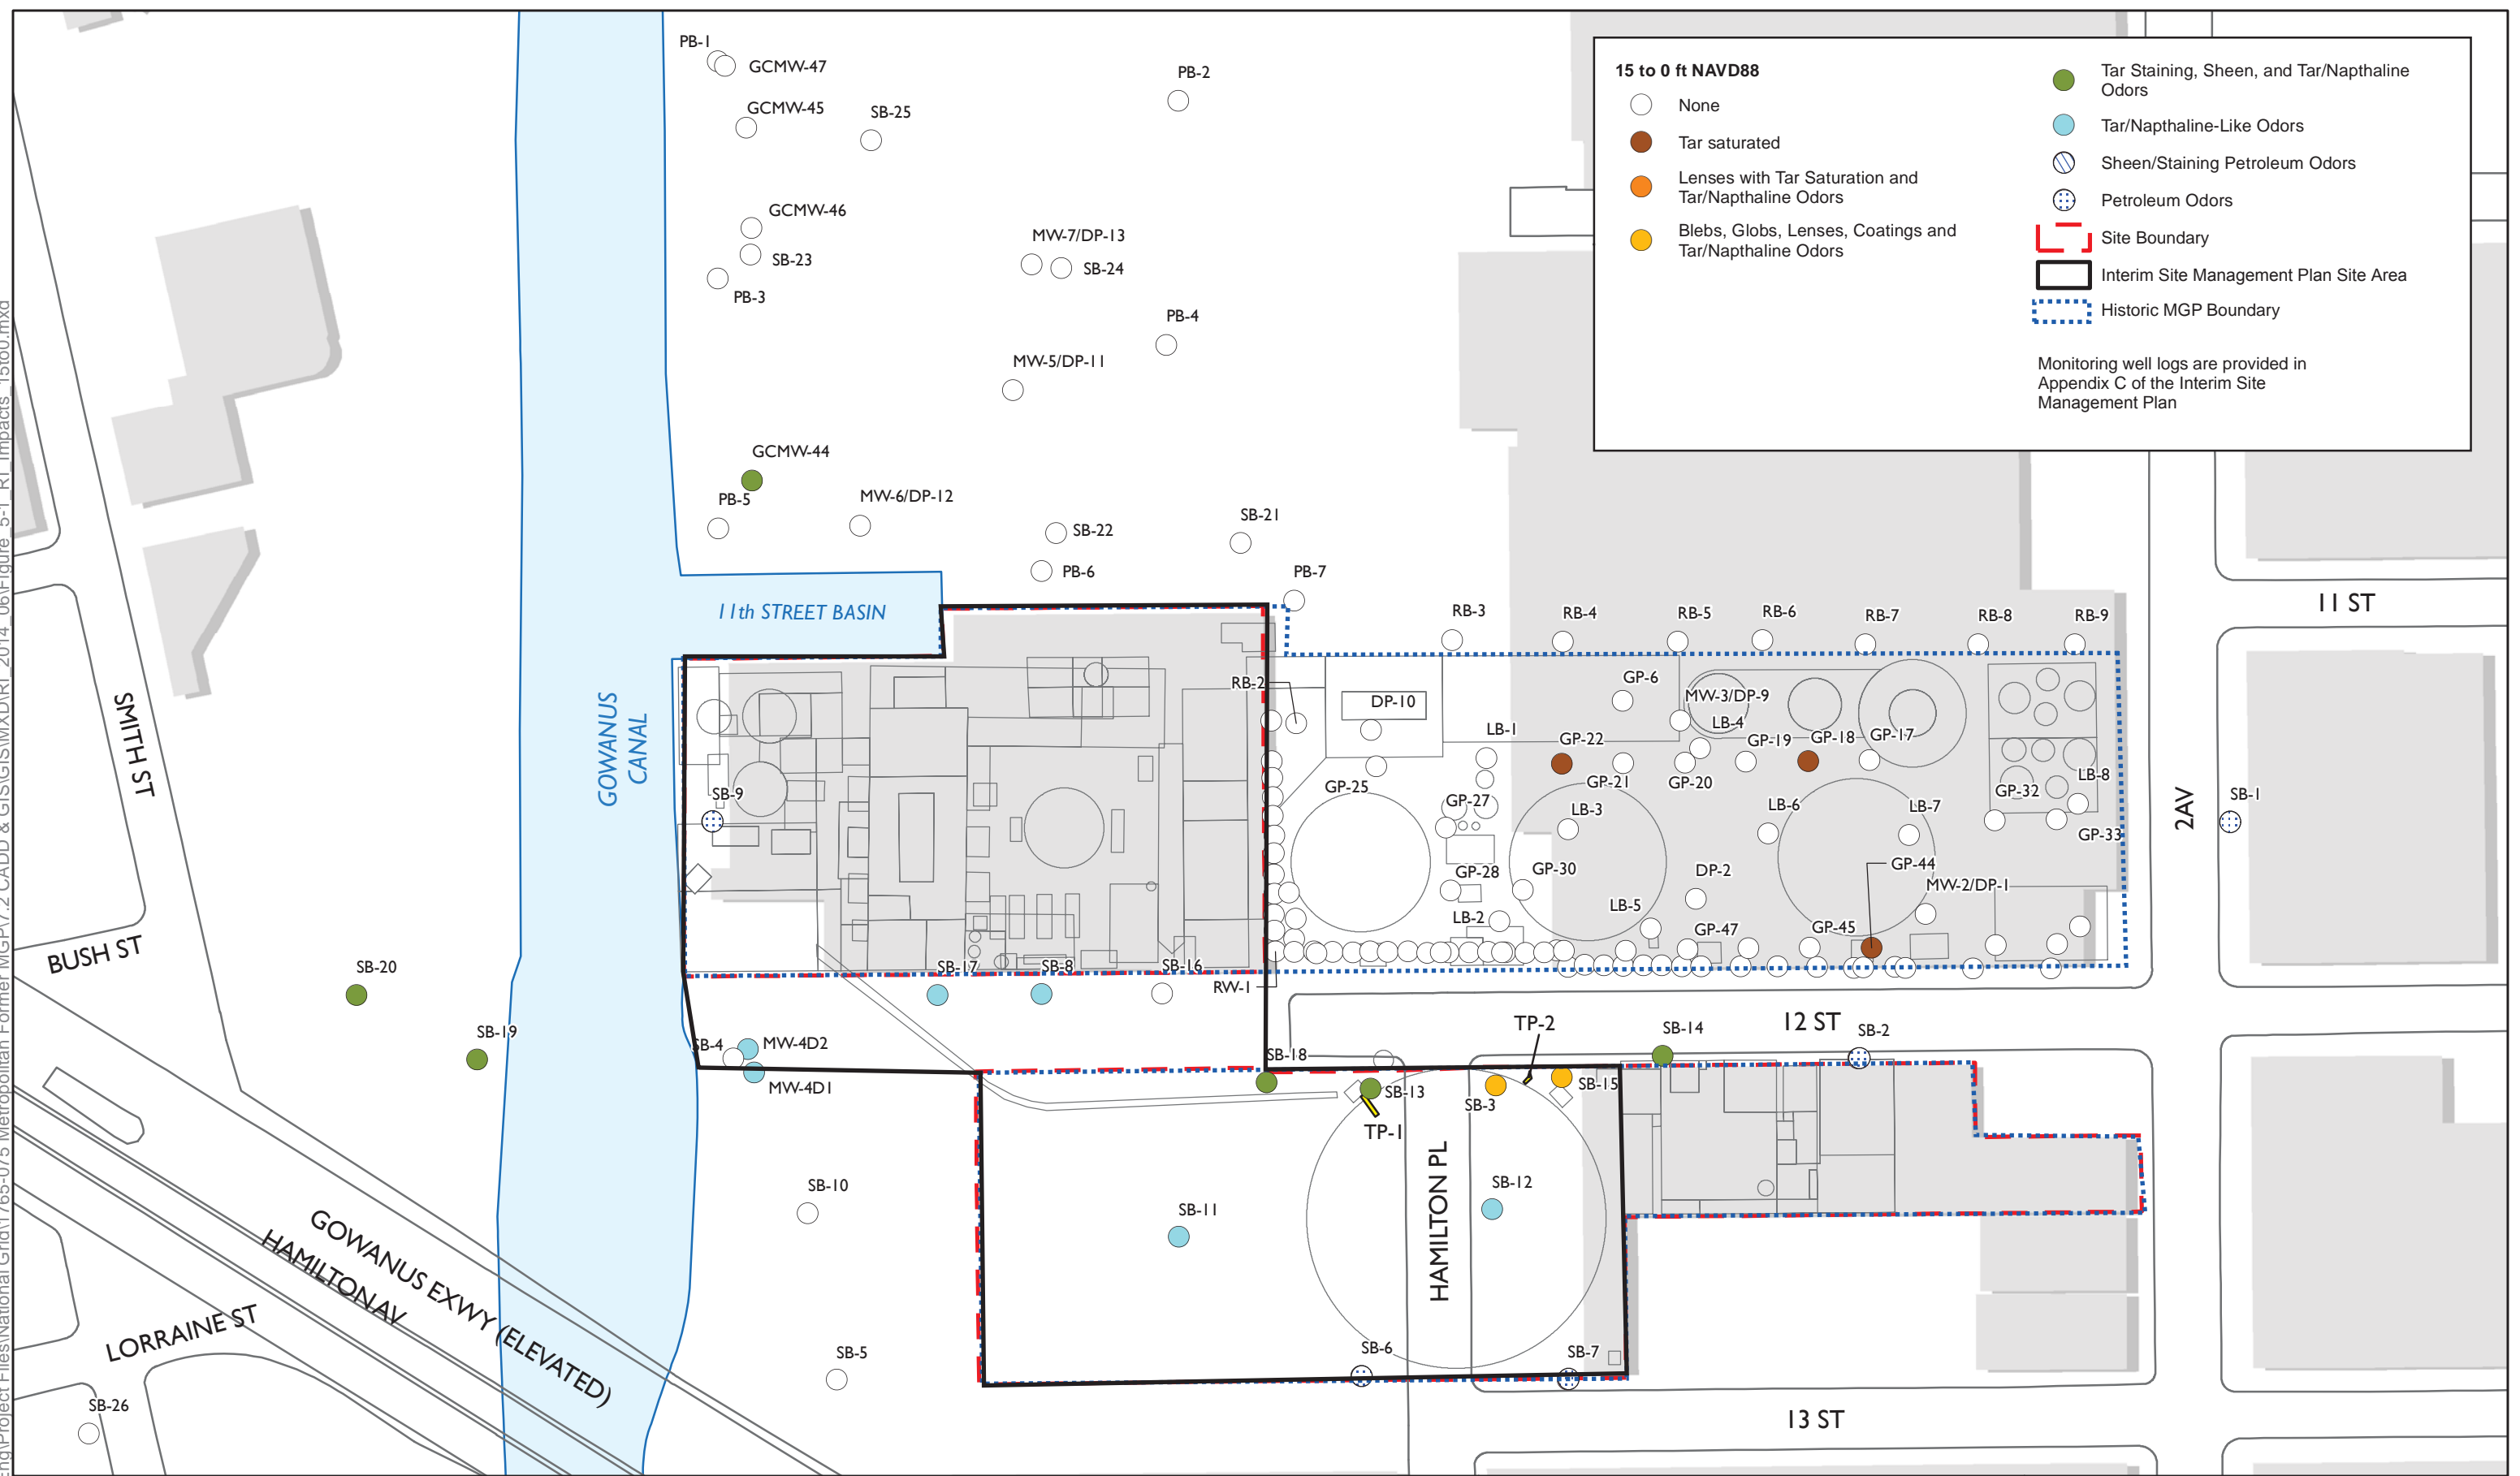 PB-1
GCMW-47
GCMW-45
SB-25
PB-2
GCMW-46
SB-23
PB-3
MW-7/DP-13
SB-24
PB-4
MW-5/DP-11
GCMW-44
PB-5
MW-6/DP-12
SB-22
SB-21
PB-6
PB-7
15 to 0 ft NAVD88
None
Tar saturated
Lenses with Tar Saturation and
Tar/Napthaline Odors
Blebs, Globs, Lenses, Coatings and
Tar/Napthaline Odors
Tar Staining, Sheen, and Tar/Napthaline
Odors
Tar/Napthaline-Like Odors
Sheen/Staining Petroleum Odors
Petroleum Odors
Site Boundary
Interim Site Management Plan Site Area
Historic MGP Boundary
Monitoring well logs are provided in
Appendix C of the Interim Site
Management Plan
11th STREET BASIN
11 ST
RB-3
RB-4
RB-5
RB-6
RB-7
RB-8
RB-9
RB-2
DP-10
GP-6
MW-3/DP-9
LB-4
LB-1
GP-22
GP-19
GP-18
GP-17
GP-21
GP-20
GP-25
GP-27
LB-3
LB-6
LB-7
GP-32
LB-8
GP-33
SB-1
2AV
SMITH ST
GOWANUS
CANAL
SB-9
GP-28
GP-30
DP-2
GP-44
MW-2/DP-1
LB-2
LB-5
GP-47
GP-45
BUSH ST
SB-20
SB-17
SB-8
SB-16
RW-1
SB-19
SB-4
MW-4D2
MW-4D1
SB-18
TP-2
SB-14
12 ST
SB-2
SB-13
SB-3
SB-15
TP-1
HAMILTON PL
SB-10
SB-11
SB-12
GOWANUS EXWY (ELEVATED)
HAMILTON AV
LORRAINE ST
SB-5
SB-6
SB-7
SB-26
13 ST